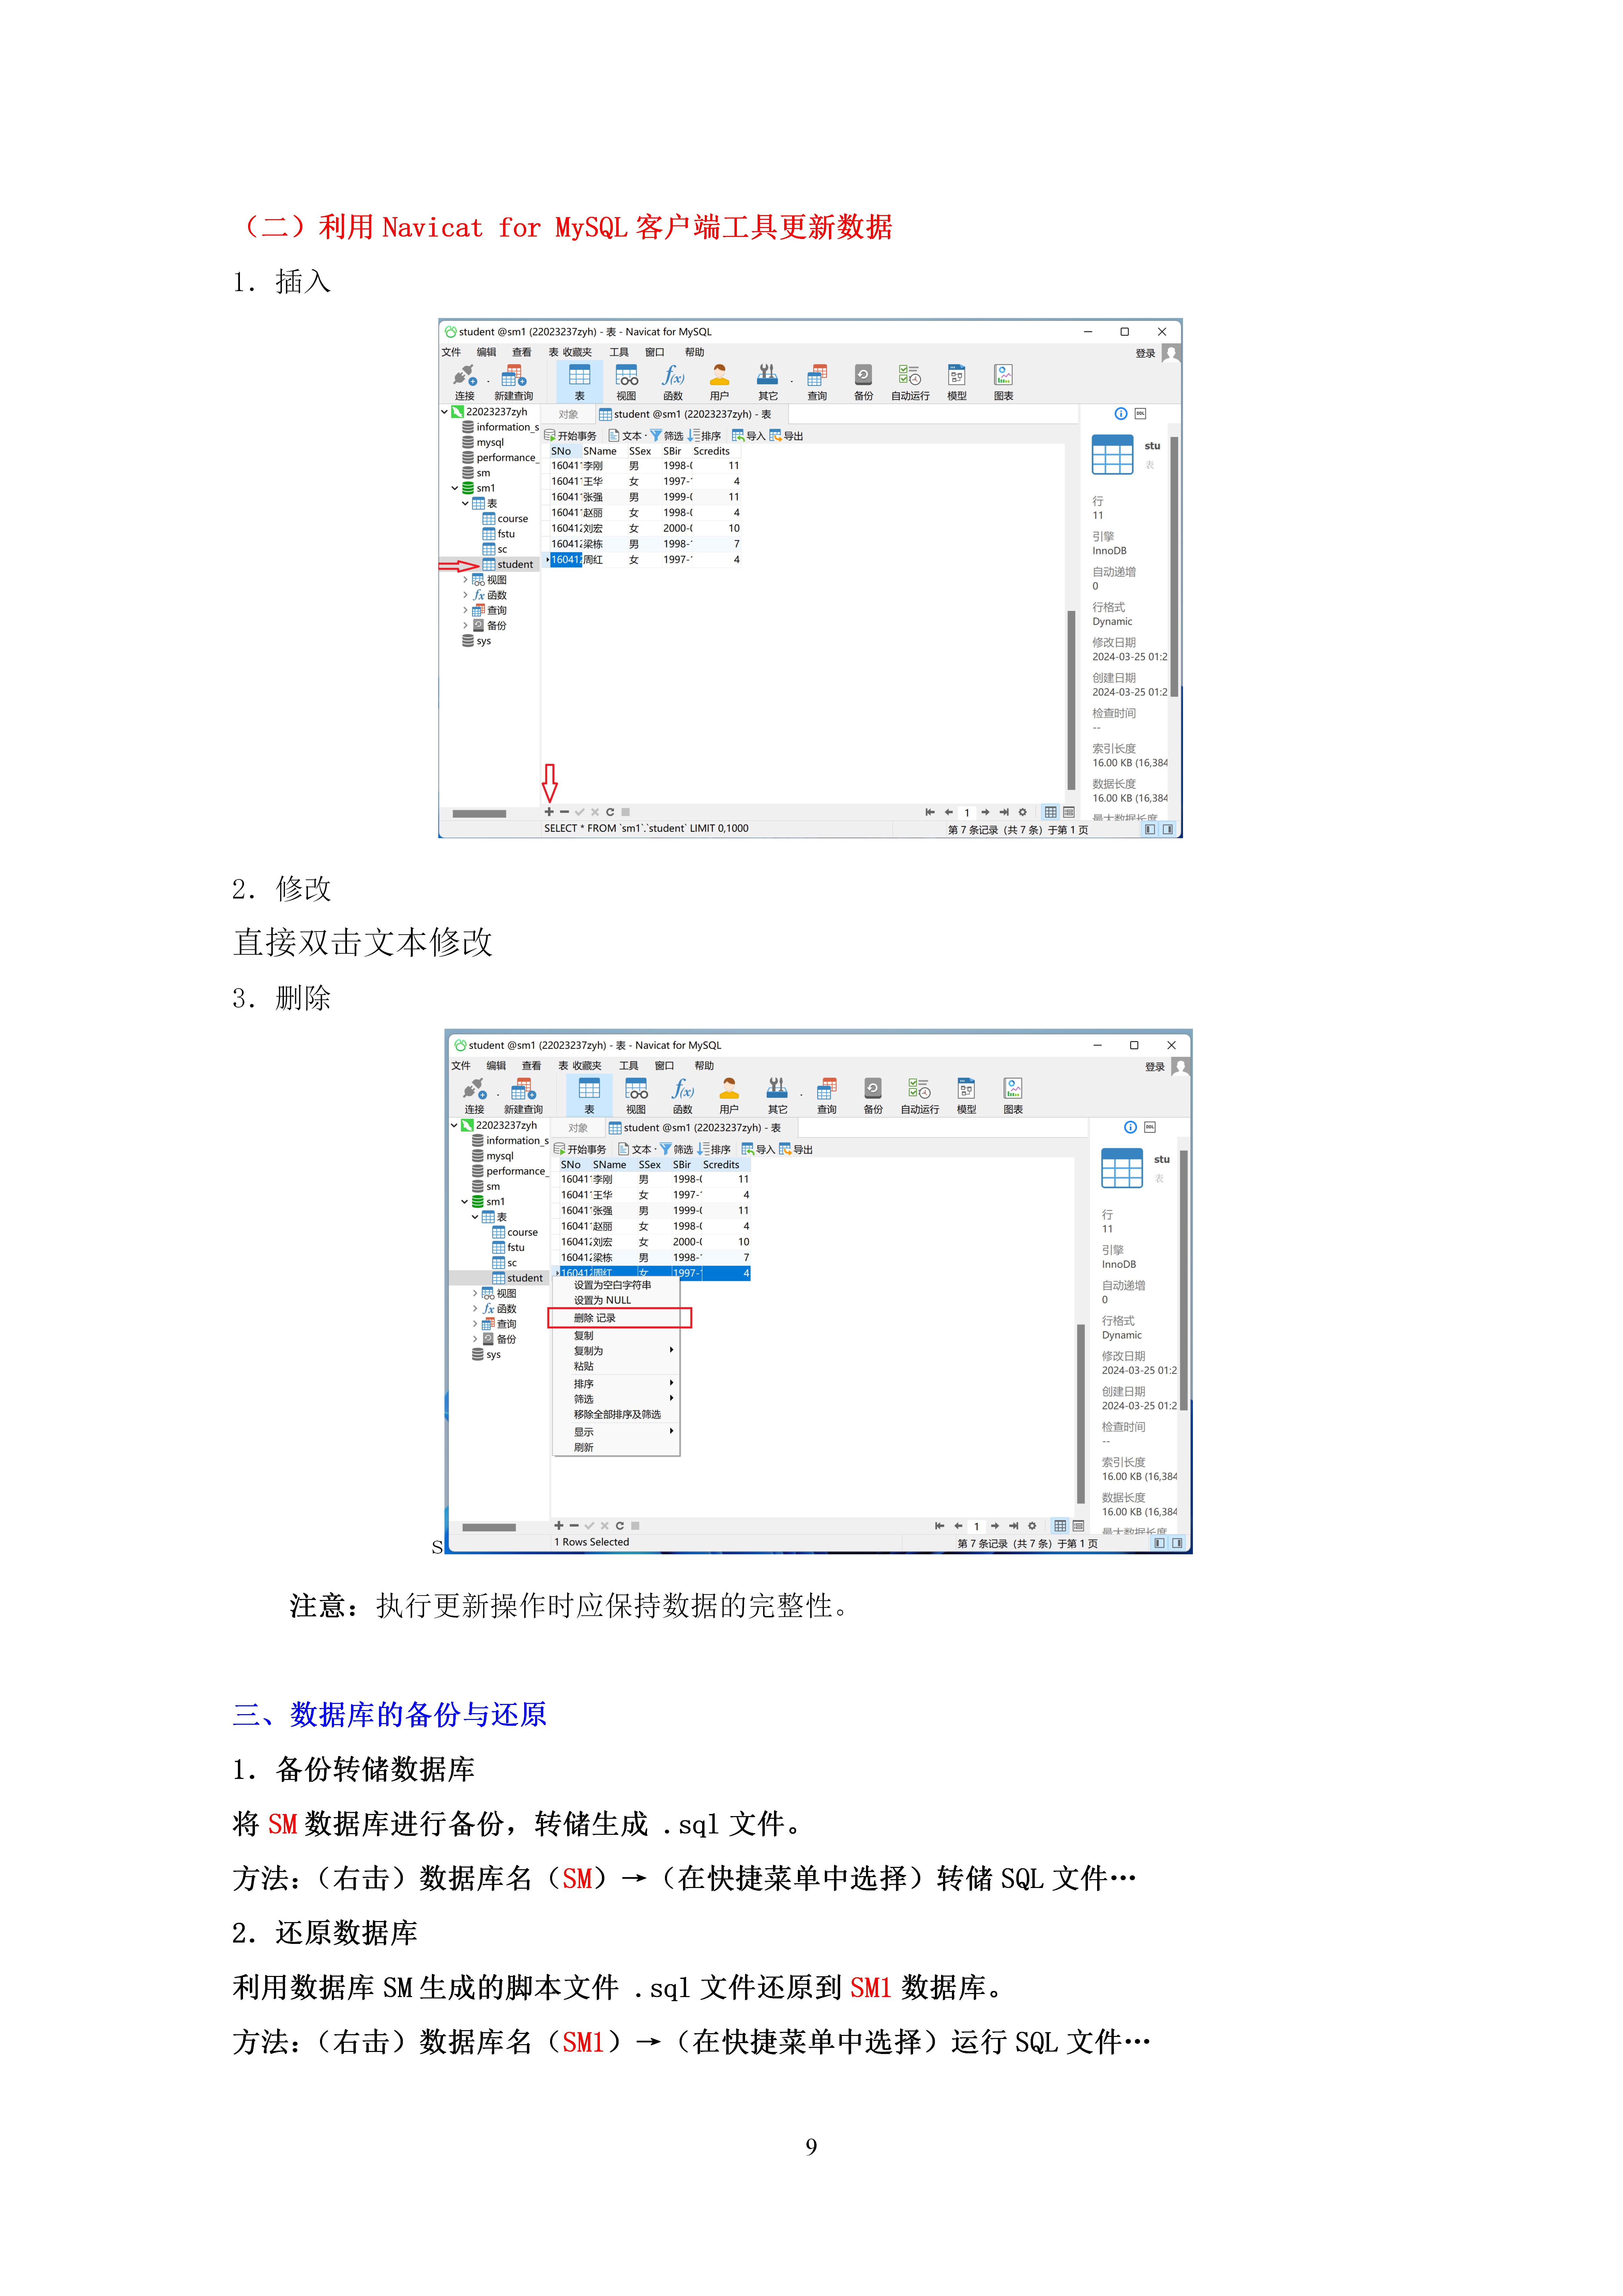 （二）利用 Navicat for MySQL 客户端工具更新数据
1. 插入
student @sm1 (22023237zyh) - 表 - Navicat for MySQL
文件 编辑 查看 表 收藏夹 工具 窗口 帮助 登录
连接 新建查询 表 视图 函数 用户 其它 查询 备份 自动运行 模型 图表
22023237zyh
information_s
mysql
performance_
sm
sm1
表
course
fstu
sc
student
视图
函数
查询
备份
sys
对象 student @sm1 (22023237zyh) - 表
开始事务 文本 筛选 排序 导入 导出
SNo SName SSex SBir Scredits
16041 李刚 男 1998- 11
16041 王华 女 1997- 4
16041 张强 男 1999- 11
16041 赵丽 女 1998- 4
16041 刘宏 女 2000- 10
16041 梁栋 男 1998- 7
16041 周红 女 1997- 4
stu
表
行
11
引擎
InnoDB
自动递增
0
行格式
Dynamic
修改日期
2024-03-25 01:2
创建日期
2024-03-25 01:2
检查时间
--
索引长度
16.00 KB (16,384
数据长度
16.00 KB (16,384
最大数据长度
1
SELECT * FROM `sm1`.`student` LIMIT 0,1000 第 7 条记录（共 7 条）于第 1 页
2. 修改
直接双击文本修改
3. 删除
student @sm1 (22023237zyh) - 表 - Navicat for MySQL
文件 编辑 查看 表 收藏夹 工具 窗口 帮助 登录
连接 新建查询 表 视图 函数 用户 其它 查询 备份 自动运行 模型 图表
22023237zyh
information_s
mysql
performance_
sm
sm1
表
course
fstu
sc
student
视图
函数
查询
备份
sys
对象 student @sm1 (22023237zyh) - 表
开始事务 文本 筛选 排序 导入 导出
SNo SName SSex SBir Scredits
16041 李刚 男 1998- 11
16041 王华 女 1997- 4
16041 张强 男 1999- 11
16041 赵丽 女 1998- 4
16041 刘宏 女 2000- 10
16041 梁栋 男 1998- 7
16041 周红 女 1997- 4
设置为空白字符串
设置为 NULL
删除 记录
复制
复制为
粘贴
排序
筛选
移除全部排序及筛选
显示
刷新
stu
表
行
11
引擎
InnoDB
自动递增
0
行格式
Dynamic
修改日期
2024-03-25 01:2
创建日期
2024-03-25 01:2
检查时间
--
索引长度
16.00 KB (16,384
数据长度
16.00 KB (16,384
最大数据长度
1
1 Rows Selected 第 7 条记录（共 7 条）于第 1 页
s
注意：执行更新操作时应保持数据的完整性。
三、数据库的备份与还原
1. 备份转储数据库
将 SM 数据库进行备份，转储生成 .sql 文件。
方法：（右击）数据库名（SM）→（在快捷菜单中选择）转储 SQL 文件…
2. 还原数据库
利用数据库 SM 生成的脚本文件 .sql 文件还原到 SM1 数据库。
方法：（右击）数据库名（SM1）→（在快捷菜单中选择）运行 SQL 文件…
9